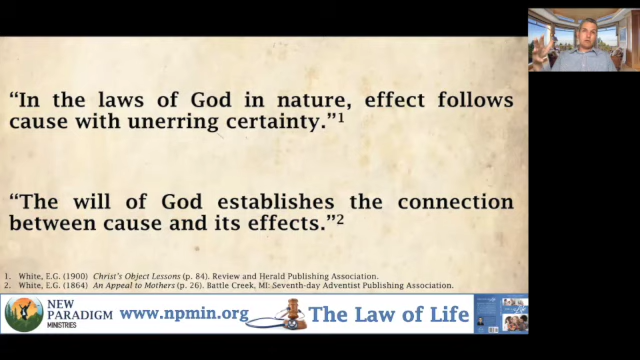 “In the laws of God in nature, effect follows
cause with unerring certainty.”1
“The will of God establishes the connection
between cause and its effects.”2
1. White, E.G. (1900) Christ's Object Lessons (p. 84). Review and Herald Publishing Association.
2. White, E.G. (1864) An Appeal to Mothers (p. 26). Battle Creek, MI: Seventh-day Adventist Publishing Association.
NEW
PARADIGM
MINISTRIES
www.npmin.org
The Law of Life